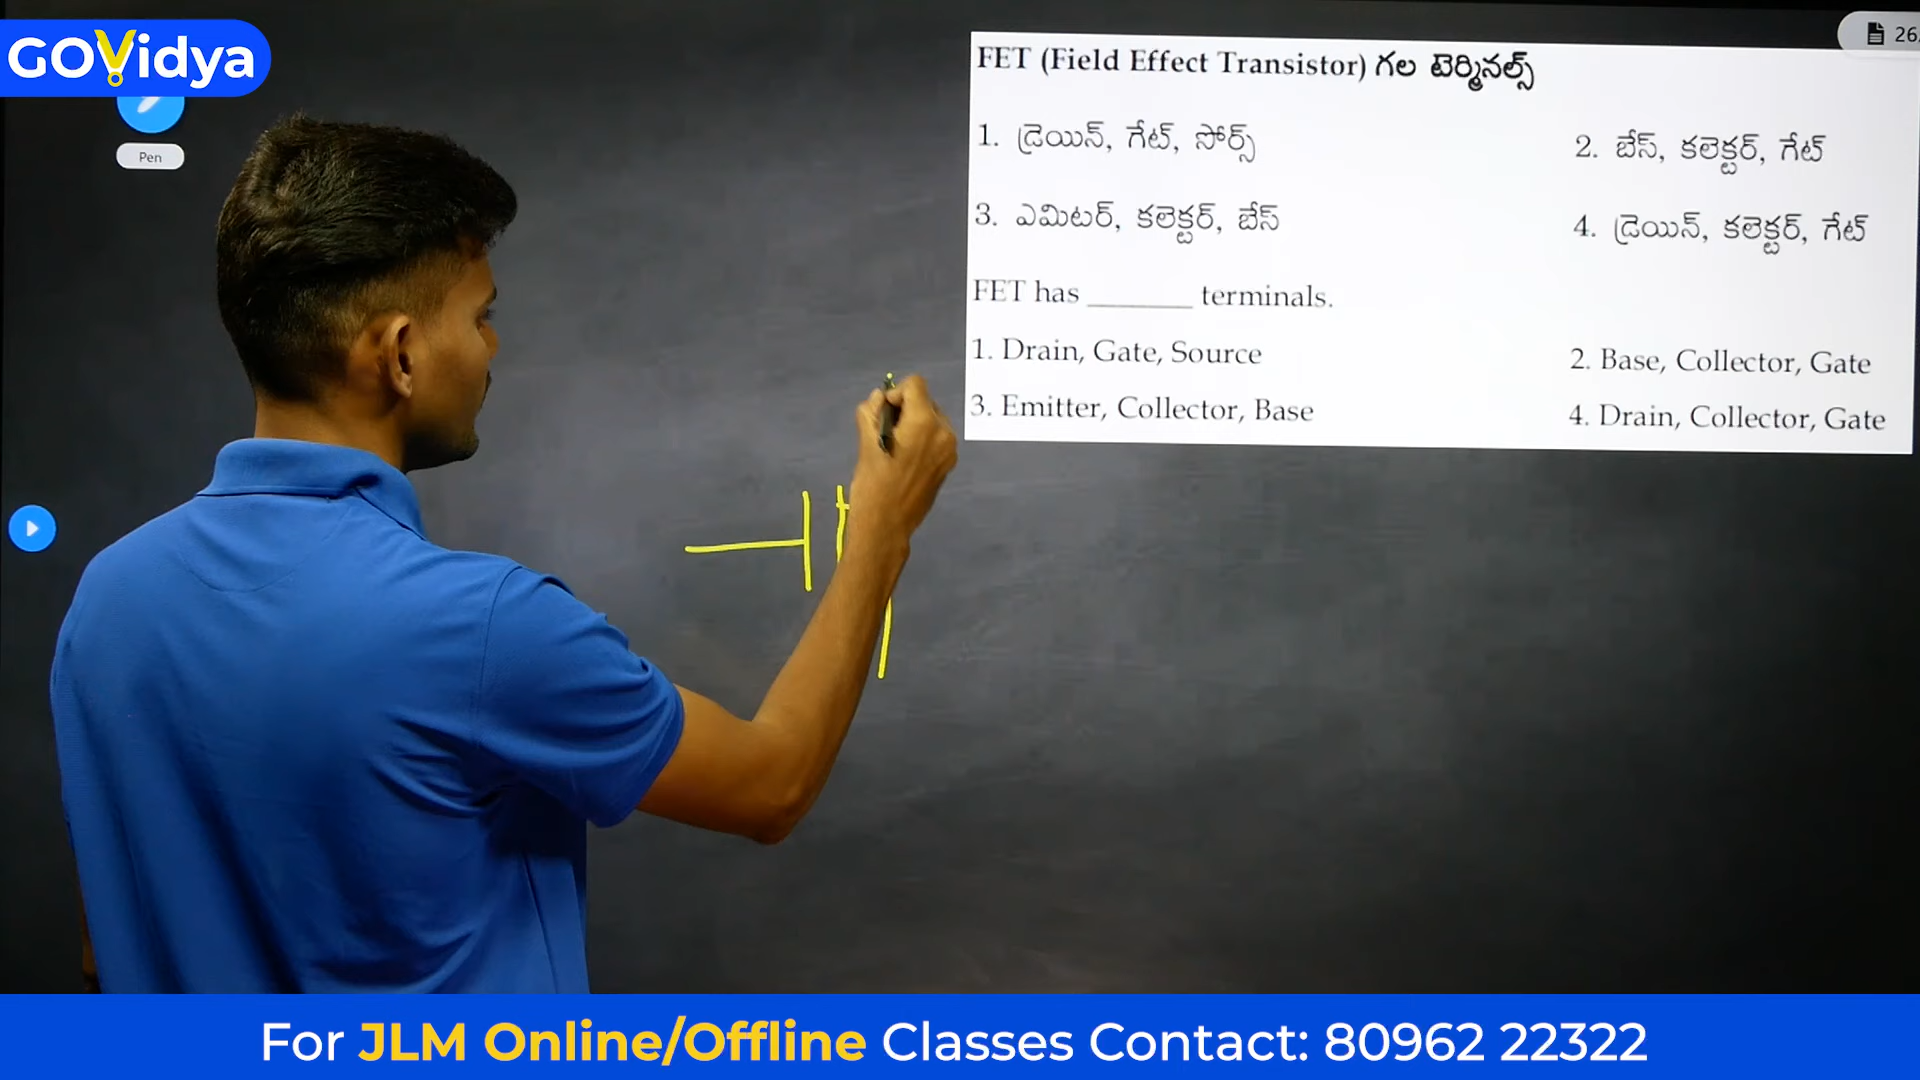 GOVidya
Pen
26
FET (Field Effect Transistor) గల టెర్మినల్స్
1. డ్రెయిన్, గేట్, సోర్స్
2. బేస్, కలెక్టర్, గేట్
3. ఎమిటర్, కలెక్టర్, బేస్
4. డ్రెయిన్, కలెక్టర్, గేట్
FET has ______ terminals.
1. Drain, Gate, Source
2. Base, Collector, Gate
3. Emitter, Collector, Base
4. Drain, Collector, Gate
For JLM Online/Offline Classes Contact: 80962 22322